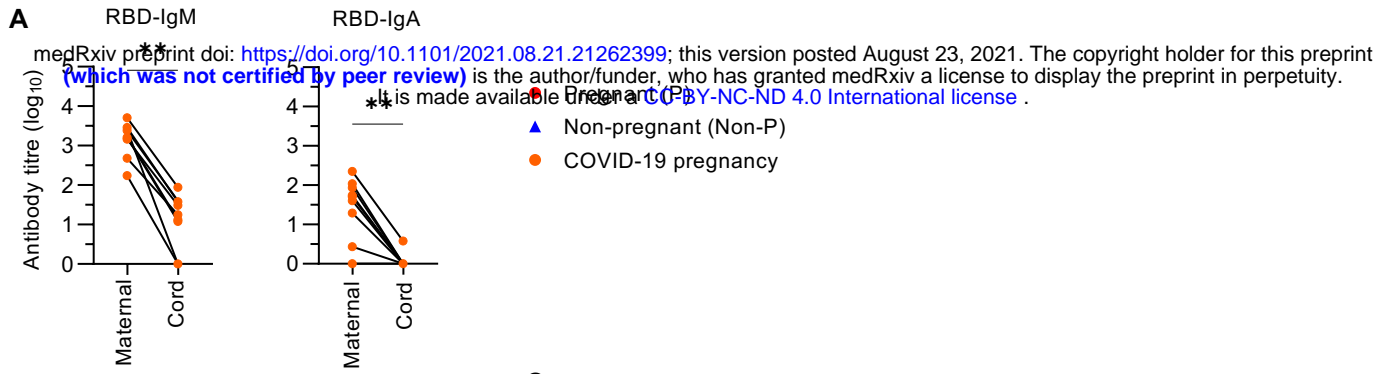 A
RBD-IgM
RBD-IgA
medRxiv preprint doi: https://doi.org/10.1101/2021.08.21.21262399; this version posted August 23, 2021. The copyright holder for this preprint
(which was not certified by peer review) is the author/funder, who has granted medRxiv a license to display the preprint in perpetuity.
It is made available under a CC-BY-NC-ND 4.0 International license .
**
5
4
3
2
1
0
Antibody titre (log10)
Maternal
Cord
**
5
4
3
2
1
0
Maternal
Cord
Pregnant (P)
Non-pregnant (Non-P)
COVID-19 pregnancy